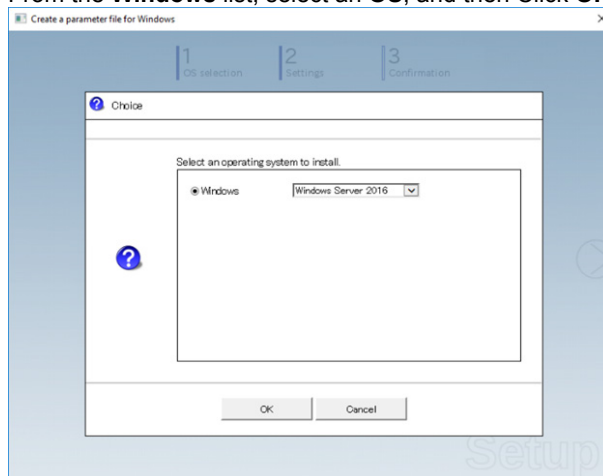 From the Windows list, select an OS, and then Click
Create a parameter file for Windows
1 2 3
OS selection Settings Confirmation
Choice
Select an operating system to install.
Windows Windows Server 2016
OK Cancel
Setup